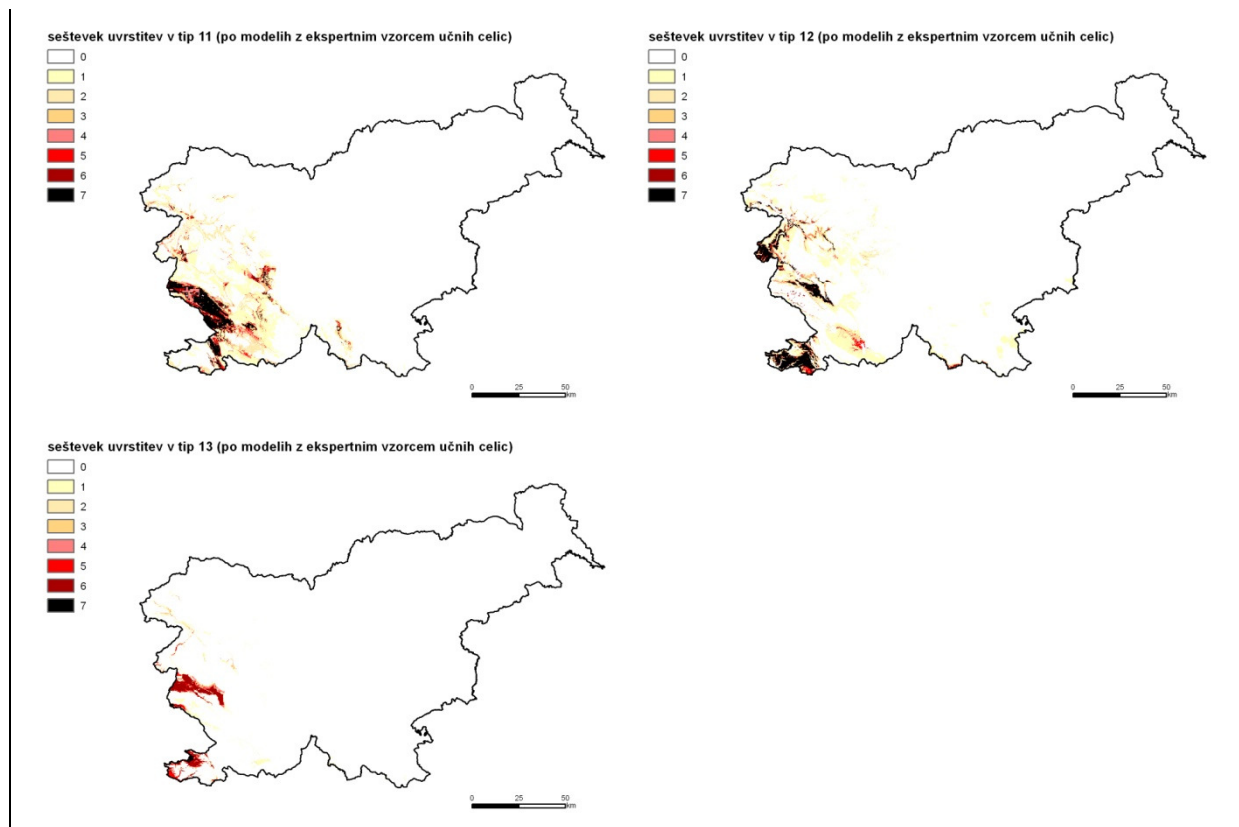 seštevek uvrstitev v tip 11 (po modelih z ekspertnim vzorcem učnih celic)
0
1
2
3
4
5
6
7
0 25 50
km
seštevek uvrstitev v tip 12 (po modelih z ekspertnim vzorcem učnih celic)
0
1
2
3
4
5
6
7
0 25 50
km
seštevek uvrstitev v tip 13 (po modelih z ekspertnim vzorcem učnih celic)
0
1
2
3
4
5
6
7
0 25 50
km